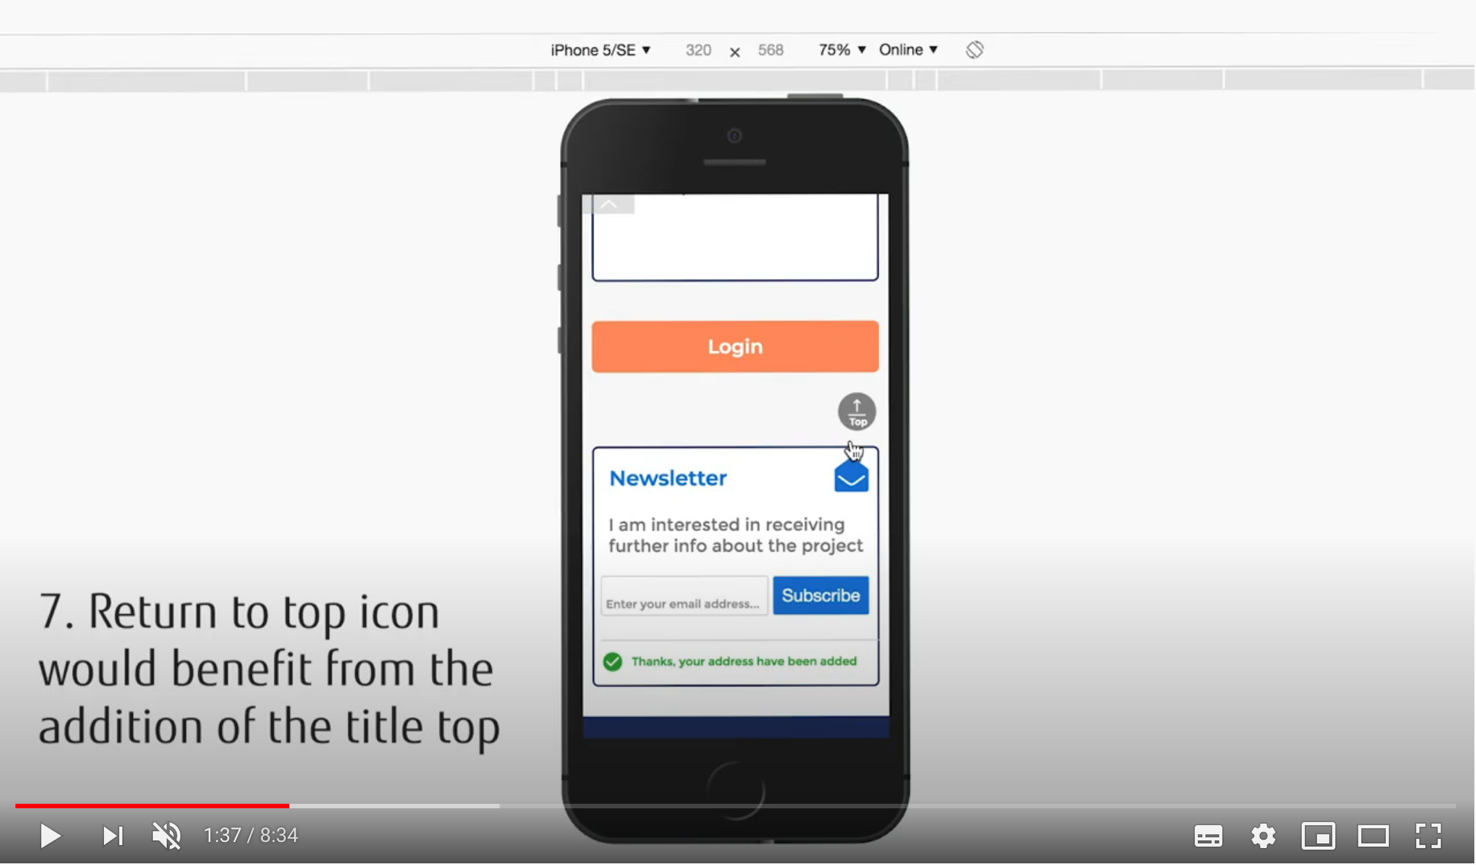 iPhone 5/SE ▼ 320 x 568 75% ▼ Online ▼
Login
Top
Newsletter
I am interested in receiving
further info about the project
Enter your email address...
Subscribe
Thanks, your address have been added
7. Return to top icon
would benefit from the
addition of the title top
1:37 / 8:34